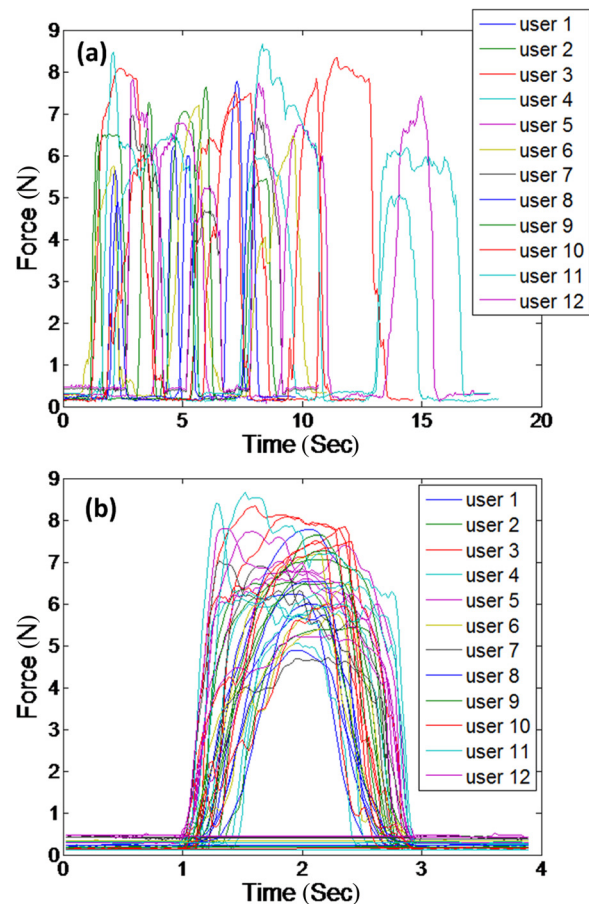 (a)
9
8
7
6
5
4
3
2
1
0
Force (N)
0 5 10 15 20
Time (Sec)
user 1
user 2
user 3
user 4
user 5
user 6
user 7
user 8
user 9
user 10
user 11
user 12
(b)
9
8
7
6
5
4
3
2
1
0
Force (N)
0 1 2 3 4
Time (Sec)
user 1
user 2
user 3
user 4
user 5
user 6
user 7
user 8
user 9
user 10
user 11
user 12